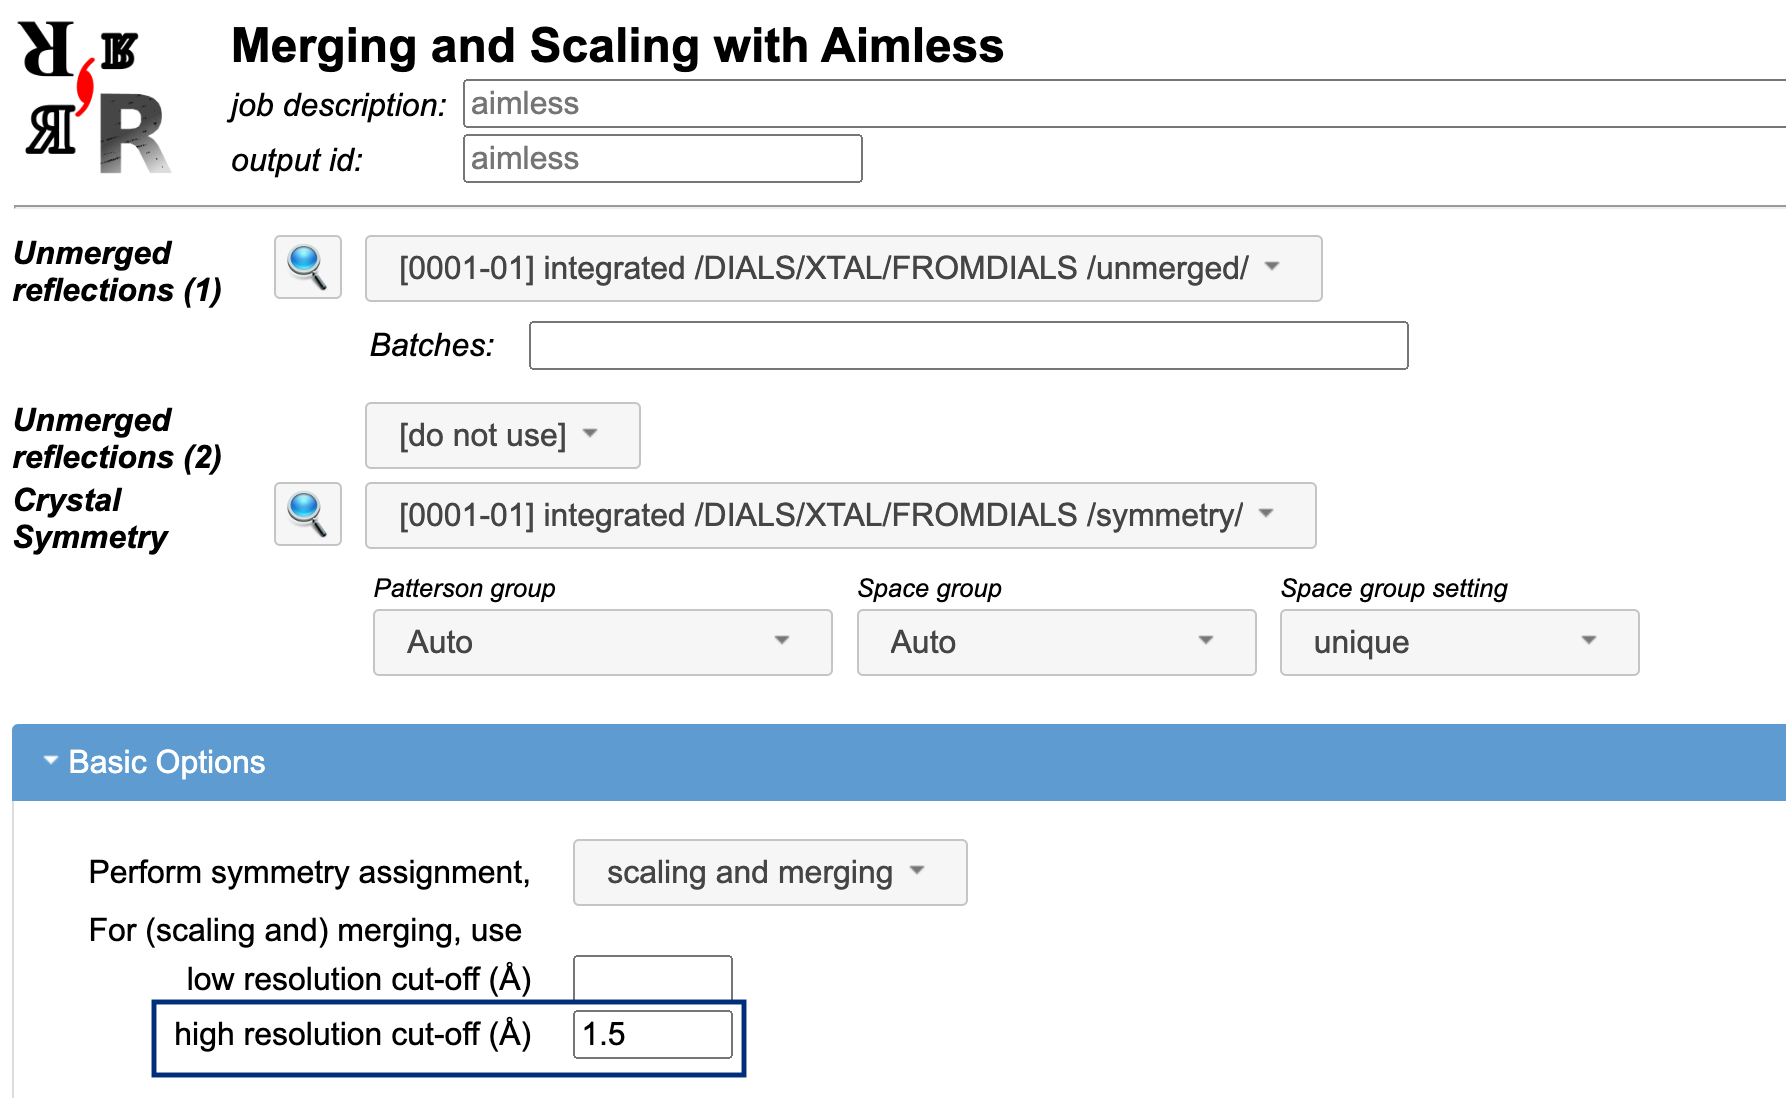 Merging and Scaling with Aimless
job description: aimless
output id: aimless
Unmerged
reflections (1)
[0001-01] integrated /DIALS/XTAL/FROMDIALS /unmerged/
Batches:
Unmerged
reflections (2)
[do not use]
Crystal
Symmetry
[0001-01] integrated /DIALS/XTAL/FROMDIALS /symmetry/
Patterson group Space group Space group setting
Auto Auto unique
Basic Options
Perform symmetry assignment, scaling and merging
For (scaling and) merging, use
low resolution cut-off (Å)
high resolution cut-off (Å) 1.5